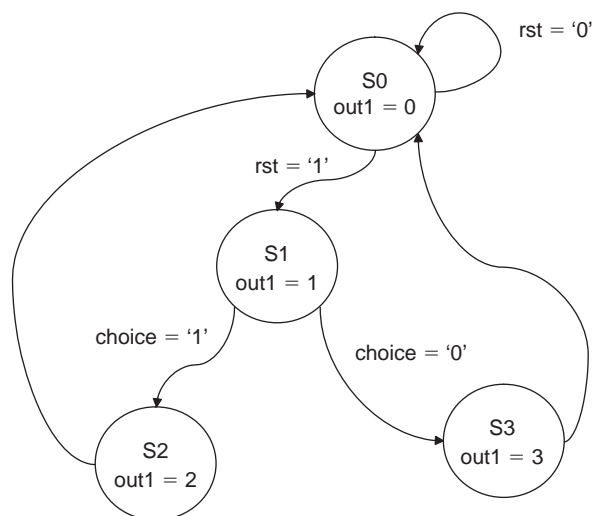 rst = ‘0’
S0
out1 = 0
rst = ‘1’
S1
out1 = 1
choice = ‘1’
choice = ‘0’
S2
out1 = 2
S3
out1 = 3